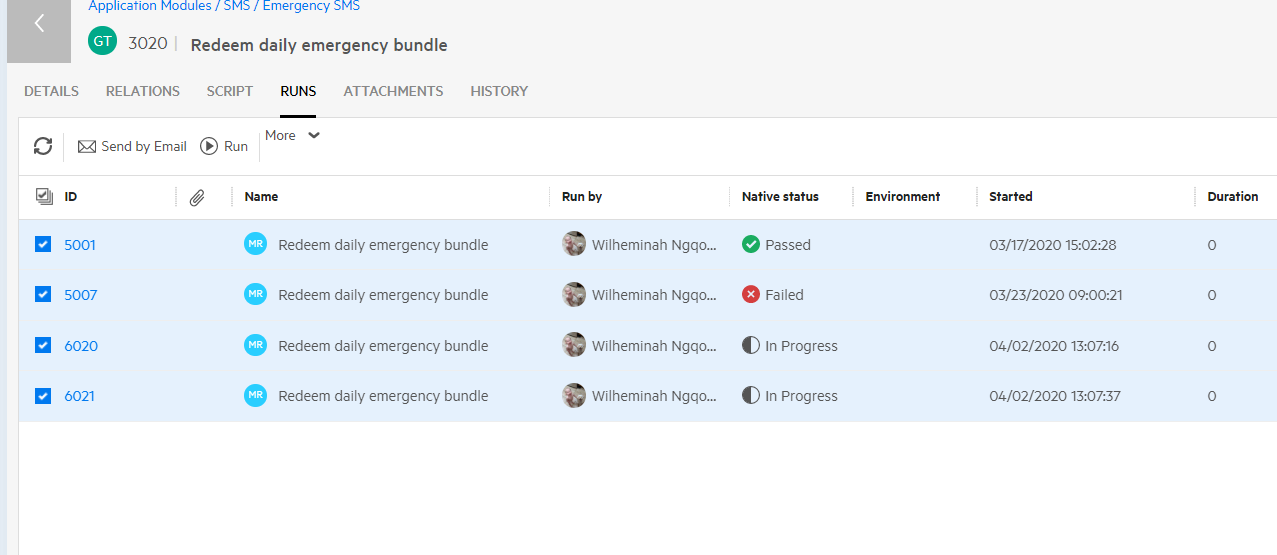 Application Modules / SMS / Emergency SMS
GT 3020 Redeem daily emergency bundle
DETAILS RELATIONS SCRIPT RUNS ATTACHMENTS HISTORY
Send by Email Run More
ID Name Run by Native status Environment Started Duration
5001 MR Redeem daily emergency bundle Wilheminah Ngqo... Passed 03/17/2020 15:02:28 0
5007 MR Redeem daily emergency bundle Wilheminah Ngqo... Failed 03/23/2020 09:00:21 0
6020 MR Redeem daily emergency bundle Wilheminah Ngqo... In Progress 04/02/2020 13:07:16 0
6021 MR Redeem daily emergency bundle Wilheminah Ngqo... In Progress 04/02/2020 13:07:37 0